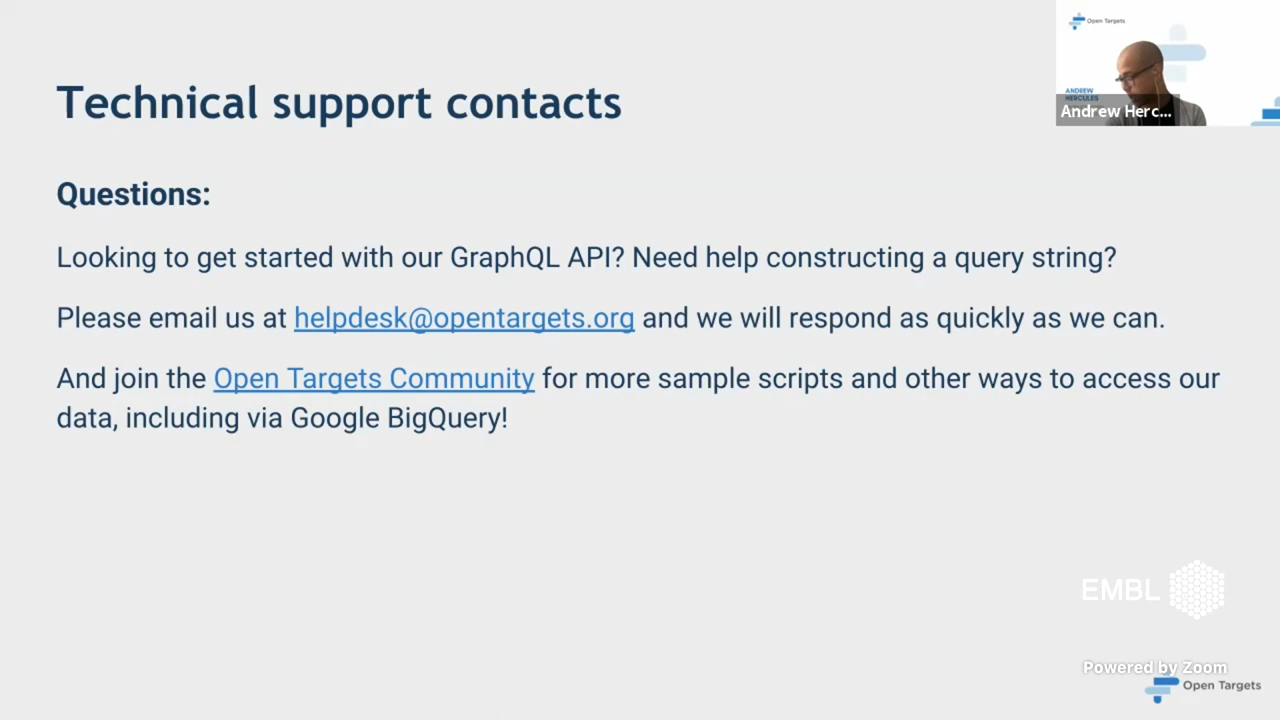 Technical support contacts
Questions:
Looking to get started with our GraphQL API? Need help constructing a query string?
Please email us at helpdesk@opentargets.org and we will respond as quickly as we can.
And join the Open Targets Community for more sample scripts and other ways to access our
data, including via Google BigQuery!
Open Targets
ANDREW
HERCULES
Andrew Herc...
EMBL
Powered by Zoom
Open Targets